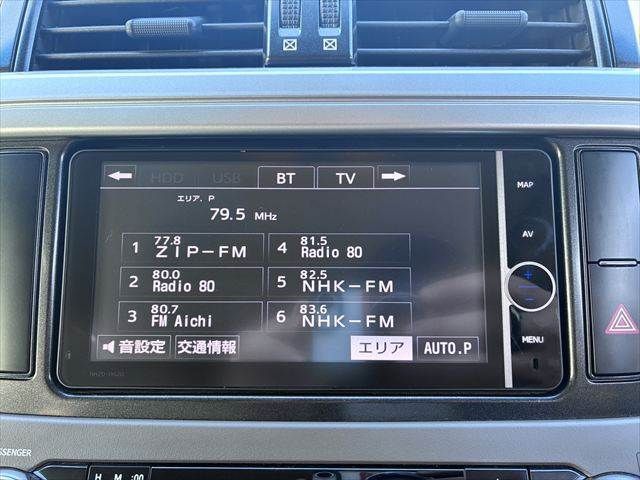 HDD USB BT TV
MAP
エリア. P
79.5 MHz
AV
1 77.8 ZIP-FM
4 81.5 Radio 80
2 80.0 Radio 80
5 82.5 NHK-FM
3 80.7 FM Aichi
6 83.6 NHK-FM
MENU
音設定 交通情報 エリア AUTO.P
H M :00